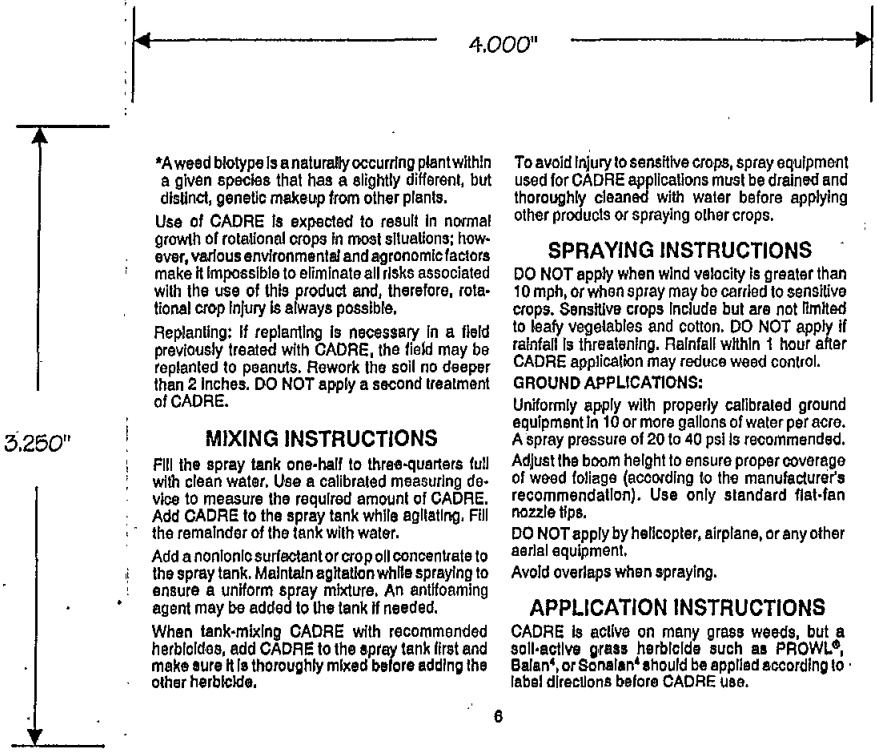 4.000"
3.250"
*A weed biotype is a naturally occurring plant within
a given species that has a slightly different, but
distinct, genetic makeup from other plants.
Use of CADRE is expected to result in normal
growth of rotational crops in most situations; how-
ever, various environmental and agronomic factors
make it impossible to eliminate all risks associated
with the use of this product and, therefore, rota-
tional crop injury is always possible.
Replanting: If replanting is necessary in a field
previously treated with CADRE, the field may be
replanted to peanuts. Rework the soil no deeper
than 2 inches. DO NOT apply a second treatment
of CADRE.
MIXING INSTRUCTIONS
Fill the spray tank one-half to three-quarters full
with clean water. Use a calibrated measuring de-
vice to measure the required amount of CADRE.
Add CADRE to the spray tank while agitating. Fill
the remainder of the tank with water.
Add a nonionic surfactant or crop oil concentrate to
the spray tank. Maintain agitation while spraying to
ensure a uniform spray mixture. An antifoaming
agent may be added to the tank if needed.
When tank-mixing CADRE with recommended
herbicides, add CADRE to the spray tank first and
make sure it is thoroughly mixed before adding the
other herbicide.
To avoid injury to sensitive crops, spray equipment
used for CADRE applications must be drained and
thoroughly cleaned with water before applying
other products or spraying other crops.
SPRAYING INSTRUCTIONS
DO NOT apply when wind velocity is greater than
10 mph, or when spray may be carried to sensitive
crops. Sensitive crops include but are not limited
to leafy vegetables and cotton. DO NOT apply if
rainfall is threatening. Rainfall within 1 hour after
CADRE application may reduce weed control.
GROUND APPLICATIONS:
Uniformly apply with properly calibrated ground
equipment in 10 or more gallons of water per acre.
A spray pressure of 20 to 40 psi is recommended.
Adjust the boom height to ensure proper coverage
of weed foliage (according to the manufacturer's
recommendation). Use only standard flat-fan
nozzle tips.
DO NOT apply by helicopter, airplane, or any other
aerial equipment.
Avoid overlaps when spraying.
APPLICATION INSTRUCTIONS
CADRE is active on many grass weeds, but a
soil-active grass herbicide such as PROWL®,
Balan⁴, or Sonalan⁴ should be applied according to
label directions before CADRE use.
6